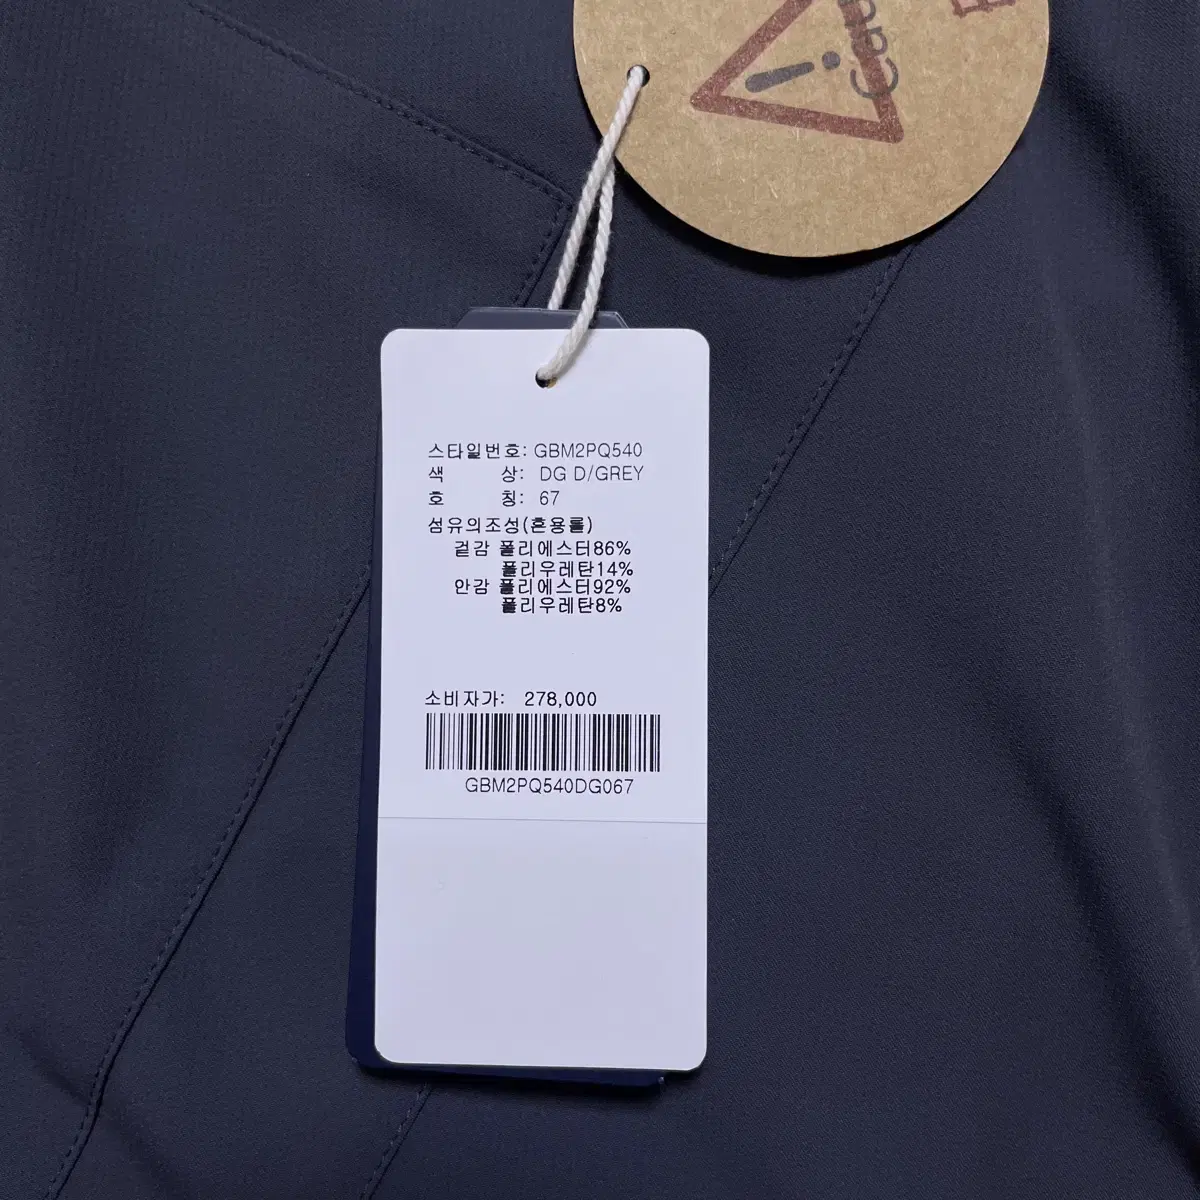 스타일번호: GBM2PQ540
색 상: DG D/GREY
호 칭: 67
섬유의조성(혼용률)
겉감 폴리에스터86%
폴리우레탄14%
안감 폴리에스터92%
폴리우레탄8%
소비자가: 278,000
GBM2PQ540DG067